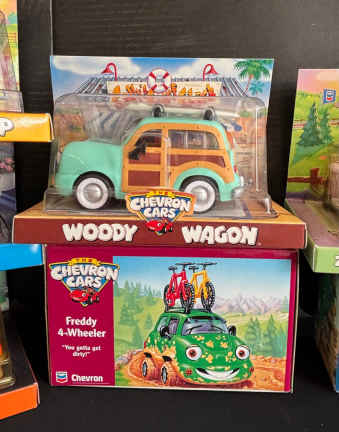 P
THE
CHEVRON
CARS
WOODY WAGON.
THE
CHEVRON
CARS
Freddy
4-Wheeler
"You gotta get
dirty!"
Chevron